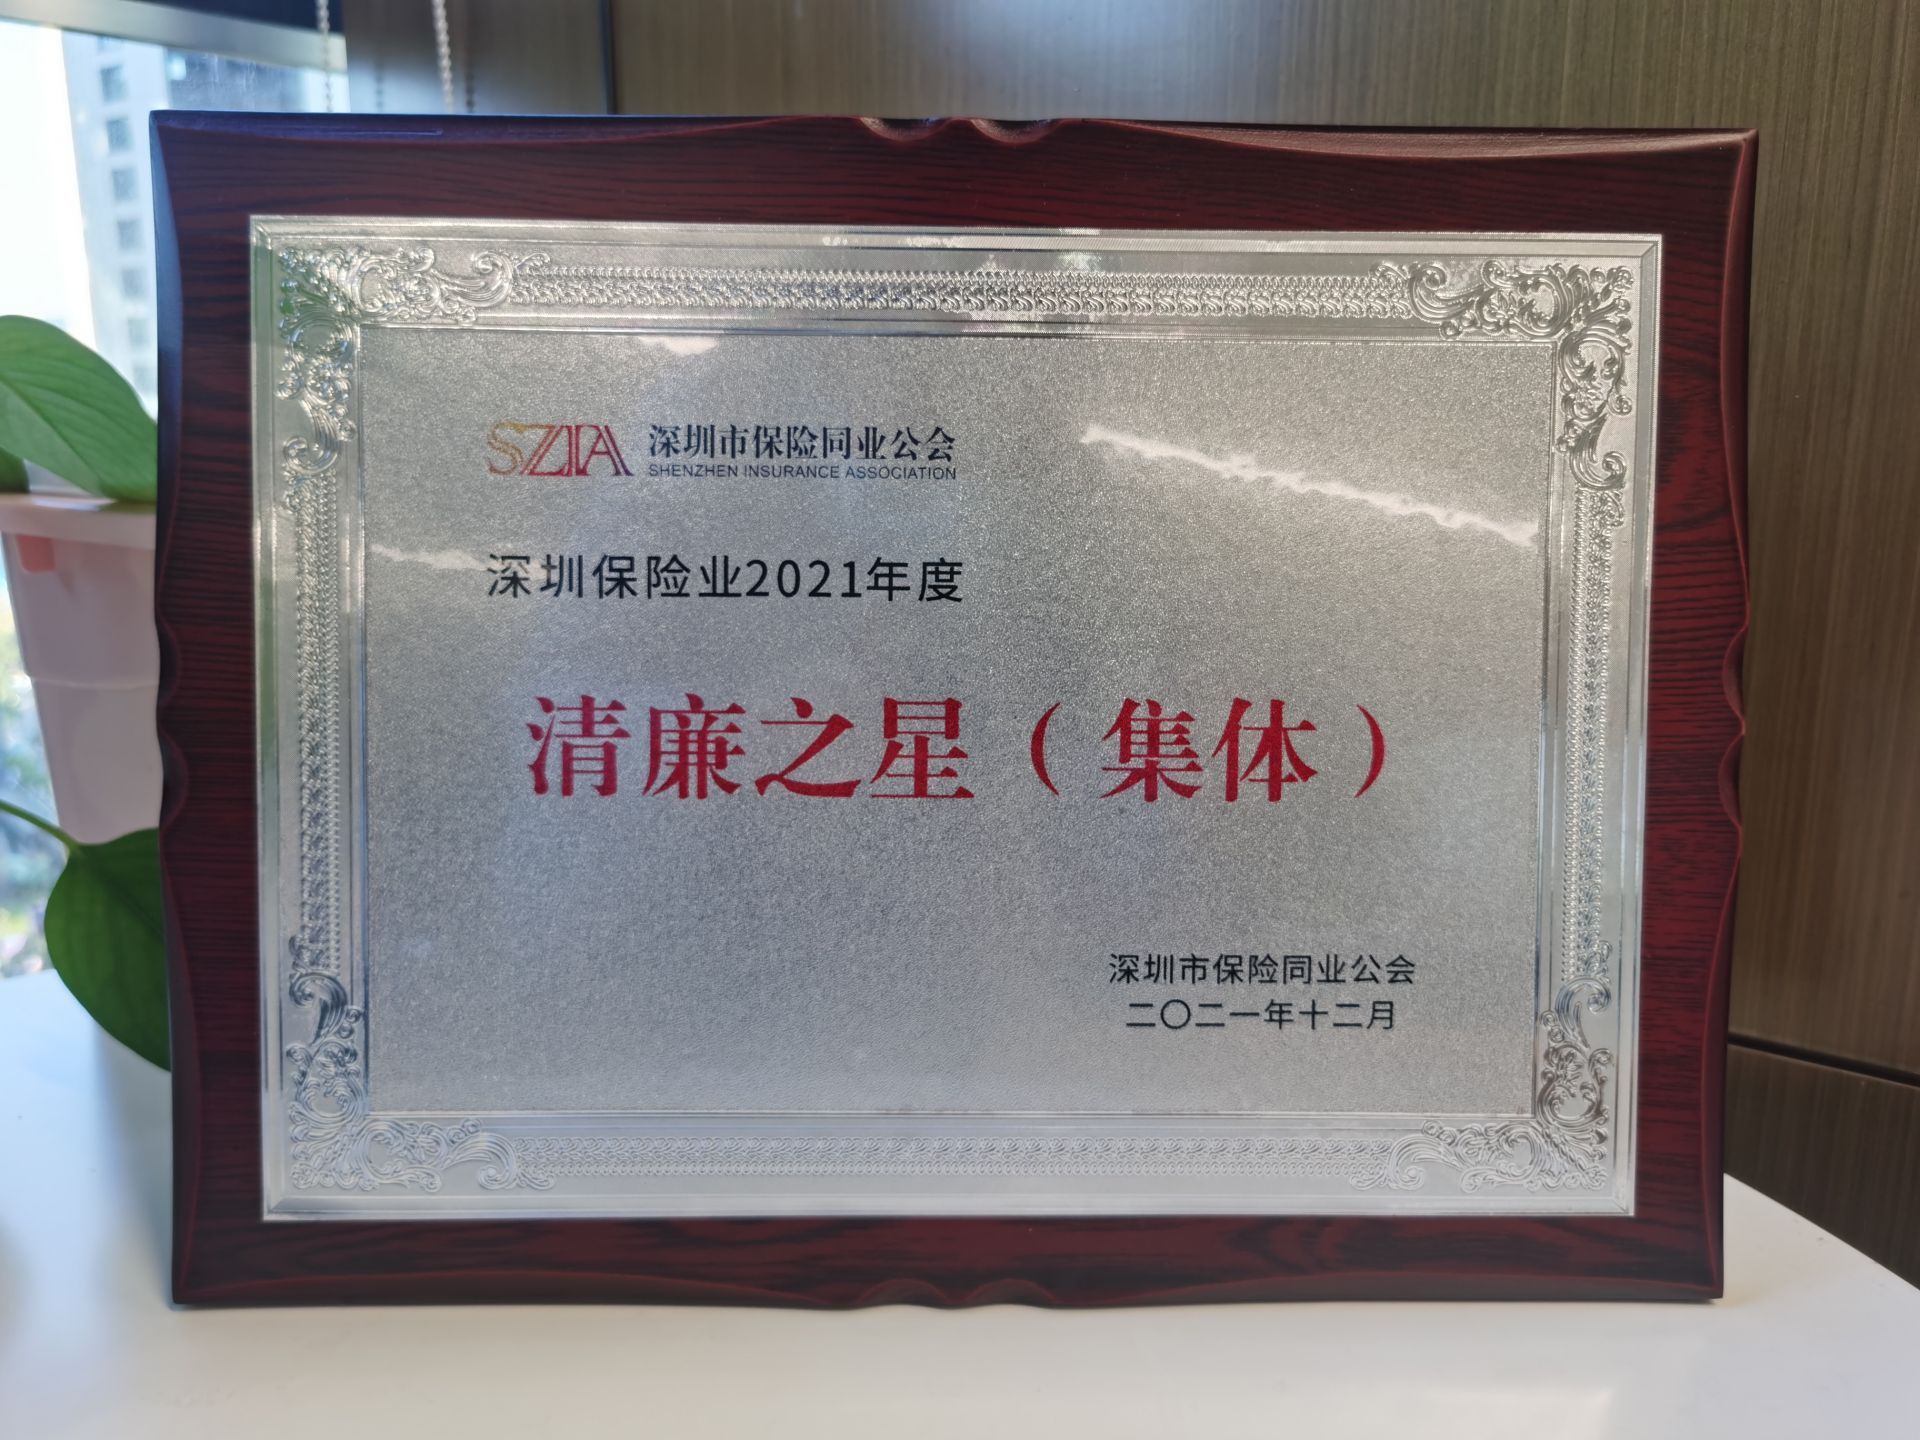 SZIA 深圳市保险同业公会
SHENZHEN INSURANCE ASSOCIATION
深圳保险业2021年度
清廉之星（集体）
深圳市保险同业公会
二〇二一年十二月